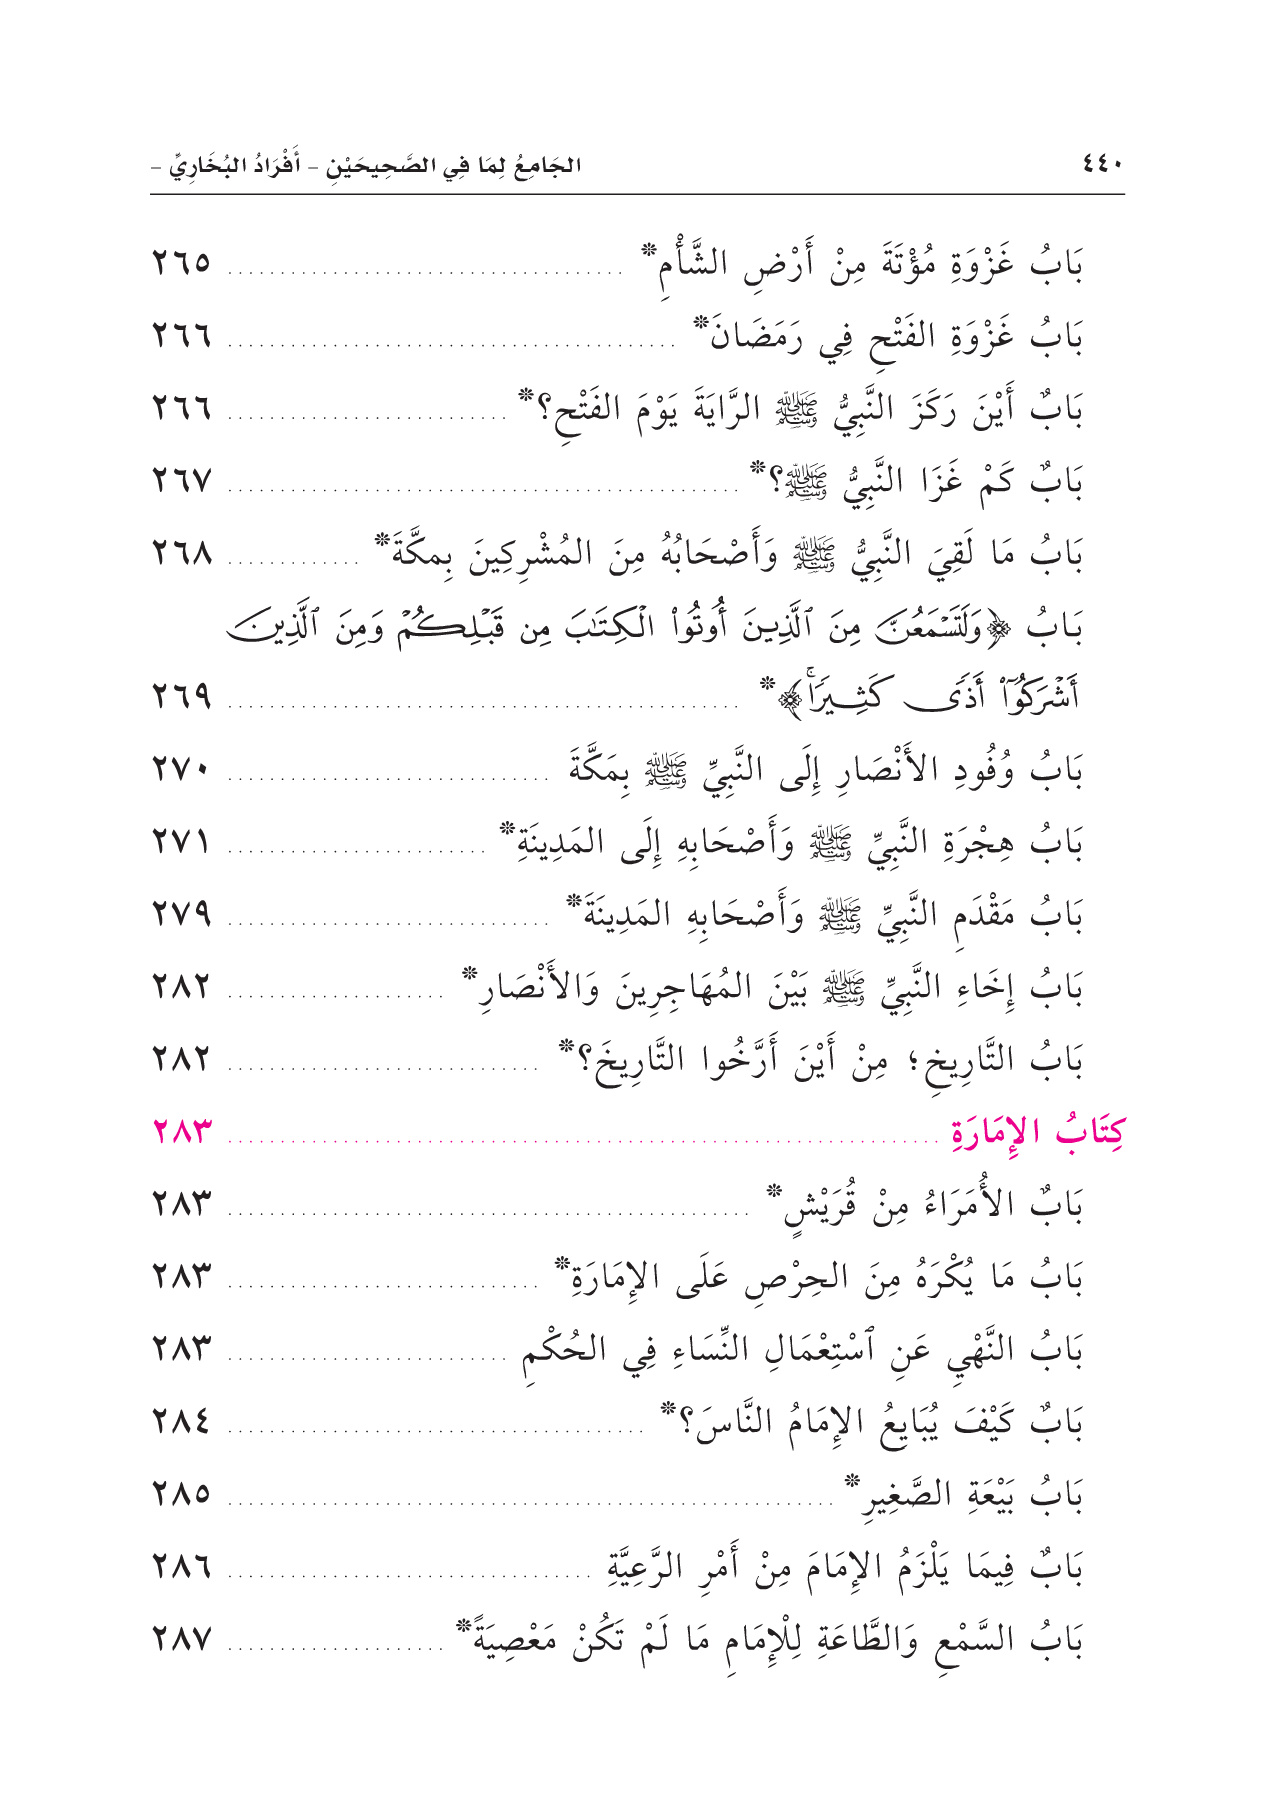 ٤٤٠ الجَامِعُ لِمَا فِي الصَّحِيحَيْنِ – أَفْرَادُ البُخَارِيِّ –
بَابُ غَزْوَةِ مُؤْتَةَ مِنْ أَرْضِ الشَّأْمِ* ...................................... ٢٦٥
بَابُ غَزْوَةِ الفَتْحِ فِي رَمَضَانَ* ........................................... ٢٦٦
بَابٌ أَيْنَ رَكَزَ النَّبِيُّ ﷺ الرَّايَةَ يَوْمَ الفَتْحِ؟* ........................... ٢٦٦
بَابٌ كَمْ غَزَا النَّبِيُّ ﷺ؟* ................................................. ٢٦٧
بَابُ مَا لَقِيَ النَّبِيُّ ﷺ وَأَصْحَابُهُ مِنَ المُشْرِكِينَ بِمكَّةَ* ............. ٢٦٨
بَابُ ﴿وَلَتَسْمَعُنَّ مِنَ ٱلَّذِينَ أُوتُوا۟ الْكِتَٰبَ مِن قَبْلِكُمْ وَمِنَ ٱلَّذِينَ
أَشْرَكُوٓا۟ أَذًى كَثِيرًاۚ﴾* ................................................. ٢٦٩
بَابُ وُفُودِ الأَنْصَارِ إِلَى النَّبِيِّ ﷺ بِمَكَّةَ ............................... ٢٧٠
بَابُ هِجْرَةِ النَّبِيِّ ﷺ وَأَصْحَابِهِ إِلَى المَدِينَةِ* ......................... ٢٧١
بَابُ مَقْدَمِ النَّبِيِّ ﷺ وَأَصْحَابِهِ المَدِينَةَ* ............................... ٢٧٩
بَابُ إِخَاءِ النَّبِيِّ ﷺ بَيْنَ المُهَاجِرِينَ وَالأَنْصَارِ* ..................... ٢٨٢
بَابُ التَّارِيخِ؛ مِنْ أَيْنَ أَرَّخُوا التَّارِيخَ؟* .............................. ٢٨٢
كِتَابُ الإِمَارَةِ .................................................................... ٢٨٣
بَابٌ الأُمَرَاءُ مِنْ قُرَيْشٍ* .................................................. ٢٨٣
بَابُ مَا يُكْرَهُ مِنَ الحِرْصِ عَلَى الإِمَارَةِ* .............................. ٢٨٣
بَابُ النَّهْيِ عَنِ ٱسْتِعْمَالِ النِّسَاءِ فِي الحُكْمِ ........................... ٢٨٣
بَابٌ كَيْفَ يُبَايِعُ الإِمَامُ النَّاسَ؟* ........................................ ٢٨٤
بَابُ بَيْعَةِ الصَّغِيرِ* .......................................................... ٢٨٥
بَابٌ فِيمَا يَلْزَمُ الإِمَامَ مِنْ أَمْرِ الرَّعِيَّةِ ................................... ٢٨٦
بَابُ السَّمْعِ وَالطَّاعَةِ لِلْإِمَامِ مَا لَمْ تَكُنْ مَعْصِيَةً* ..................... ٢٨٧